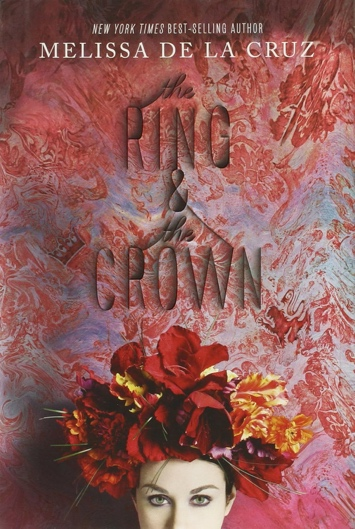 NEW YORK TIMES BEST-SELLING AUTHOR
MELISSA DE LA CRUZ
the
RING
&
the
CROWN